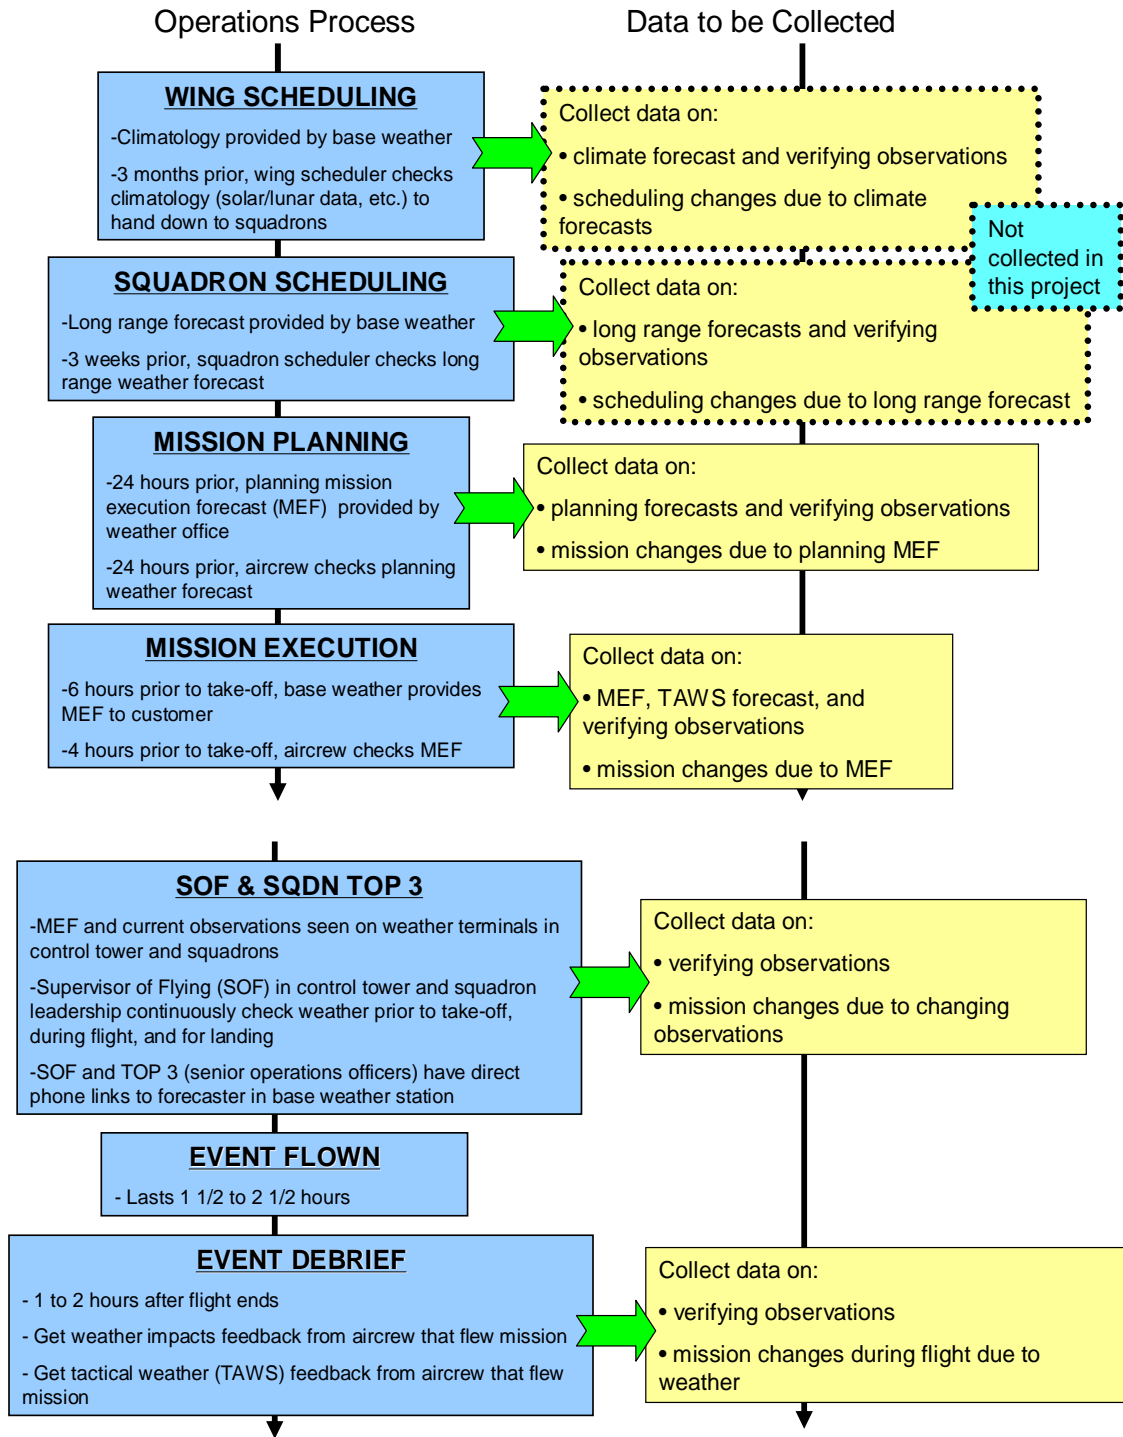 Operations Process
Data to be Collected
WING SCHEDULING
-Climatology provided by base weather
-3 months prior, wing scheduler checks
climatology (solar/lunar data, etc.) to
hand down to squadrons
Collect data on:
• climate forecast and verifying observations
• scheduling changes due to climate
forecasts
Not
collected in
this project
SQUADRON SCHEDULING
-Long range forecast provided by base weather
-3 weeks prior, squadron scheduler checks long
range weather forecast
Collect data on:
• long range forecasts and verifying
observations
• scheduling changes due to long range forecast
MISSION PLANNING
-24 hours prior, planning mission
execution forecast (MEF) provided by
weather office
-24 hours prior, aircrew checks planning
weather forecast
Collect data on:
• planning forecasts and verifying observations
• mission changes due to planning MEF
MISSION EXECUTION
-6 hours prior to take-off, base weather provides
MEF to customer
-4 hours prior to take-off, aircrew checks MEF
Collect data on:
• MEF, TAWS forecast, and
verifying observations
• mission changes due to MEF
SOF & SQDN TOP 3
-MEF and current observations seen on weather terminals in
control tower and squadrons
-Supervisor of Flying (SOF) in control tower and squadron
leadership continuously check weather prior to take-off,
during flight, and for landing
-SOF and TOP 3 (senior operations officers) have direct
phone links to forecaster in base weather station
Collect data on:
• verifying observations
• mission changes due to changing
observations
EVENT FLOWN
- Lasts 1 1/2 to 2 1/2 hours
EVENT DEBRIEF
- 1 to 2 hours after flight ends
- Get weather impacts feedback from aircrew that flew mission
- Get tactical weather (TAWS) feedback from aircrew that flew
mission
Collect data on:
• verifying observations
• mission changes during flight due to
weather